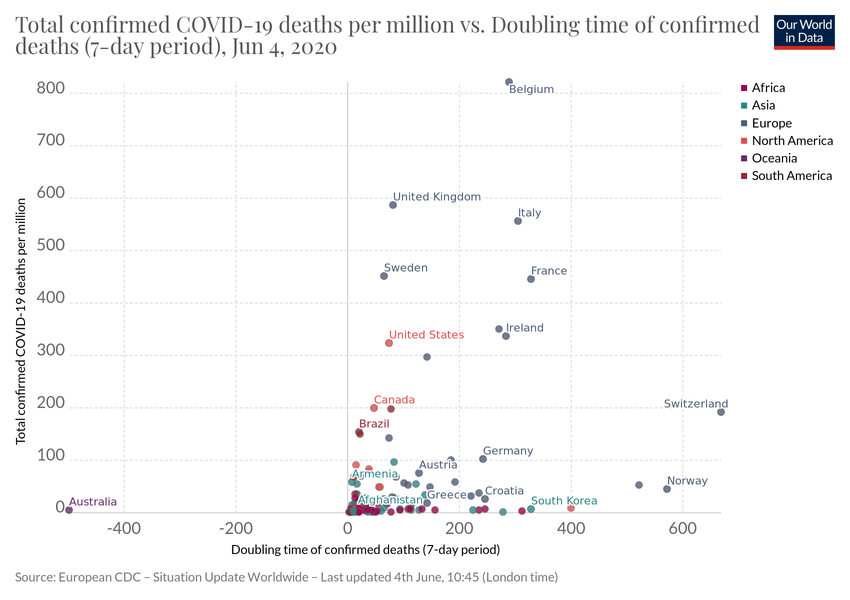 Total confirmed COVID-19 deaths per million vs. Doubling time of confirmed
deaths (7-day period), Jun 4, 2020
Our World
in Data
800
700
600
500
400
300
200
100
0
Total confirmed COVID-19 deaths per million
Belgium
United Kingdom
Italy
Sweden
France
Ireland
United States
Canada
Switzerland
Brazil
Germany
Austria
Armenia
Norway
Croatia
Greece
Afghanistan
South Korea
Australia
Africa
Asia
Europe
North America
Oceania
South America
-400
-200
0
200
400
600
Doubling time of confirmed deaths (7-day period)
Source: European CDC – Situation Update Worldwide – Last updated 4th June, 10:45 (London time)